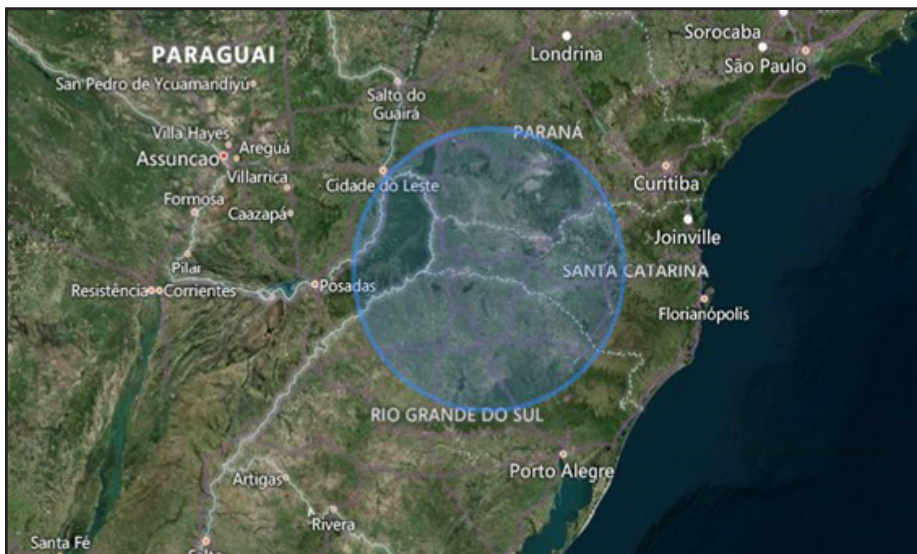 Sorocaba
PARAGUAI
Londrina
São Paulo
San Pedro de Ycuamandiyú
Salto do
Guairá
Villa Hayes
PARANÁ
Areguá
Assuncao
Villarrica
Cidade do Leste
Curitiba
Formosa
Caazapá
Joinville
Pilar
SANTA CATARINA
Resistência
Corrientes
Posadas
Florianópolis
RIO GRANDE DO SUL
Artigas
Porto Alegre
Rivera
Santa Fé